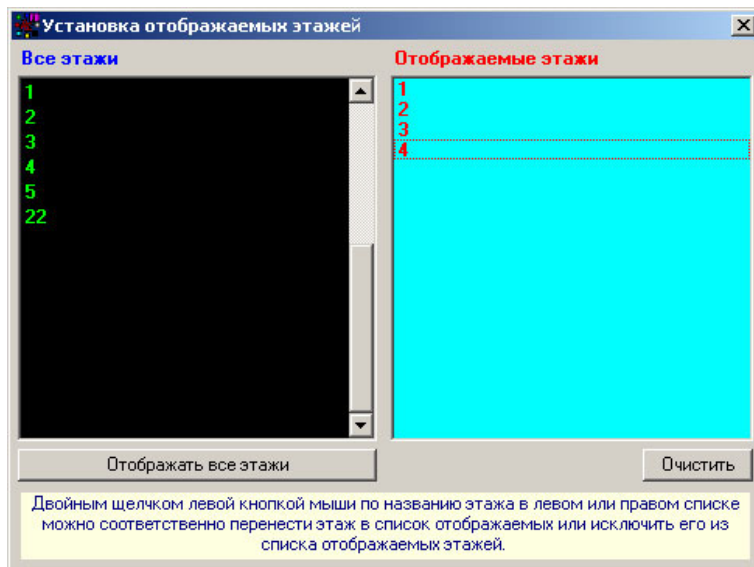 Установка отображаемых этажей
Все этажи
Отображаемые этажи
1
2
3
4
5
22
1
2
3
4
Отображать все этажи
Очистить
Двойным щелчком левой кнопкой мыши по названию этажа в левом или правом списке
можно соответственно перенести этаж в список отображаемых или исключить его из
списка отображаемых этажей.